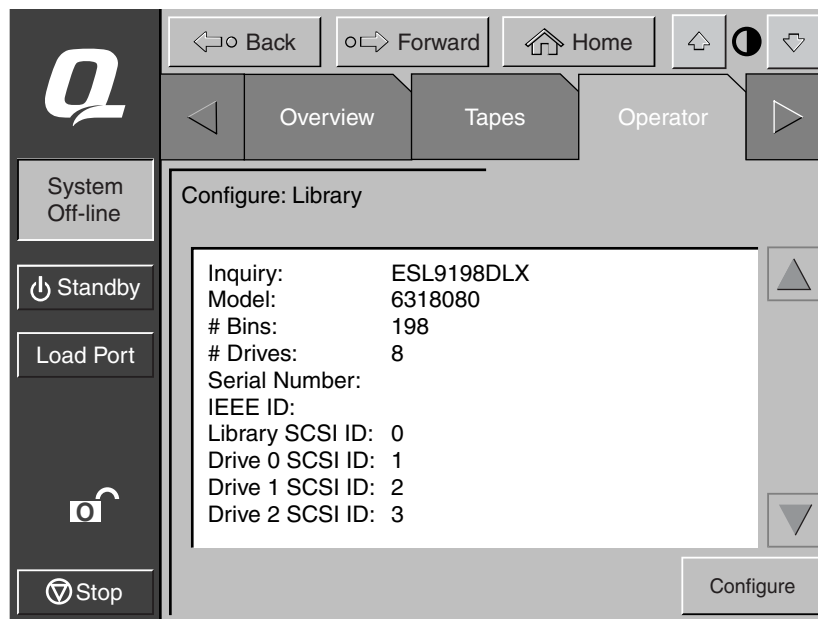 Q
Back
Forward
Home
Overview
Tapes
Operator
System
Off-line
Standby
Load Port
O
Stop
Configure: Library
Inquiry: ESL9198DLX
Model: 6318080
# Bins: 198
# Drives: 8
Serial Number:
IEEE ID:
Library SCSI ID: 0
Drive 0 SCSI ID: 1
Drive 1 SCSI ID: 2
Drive 2 SCSI ID: 3
Configure